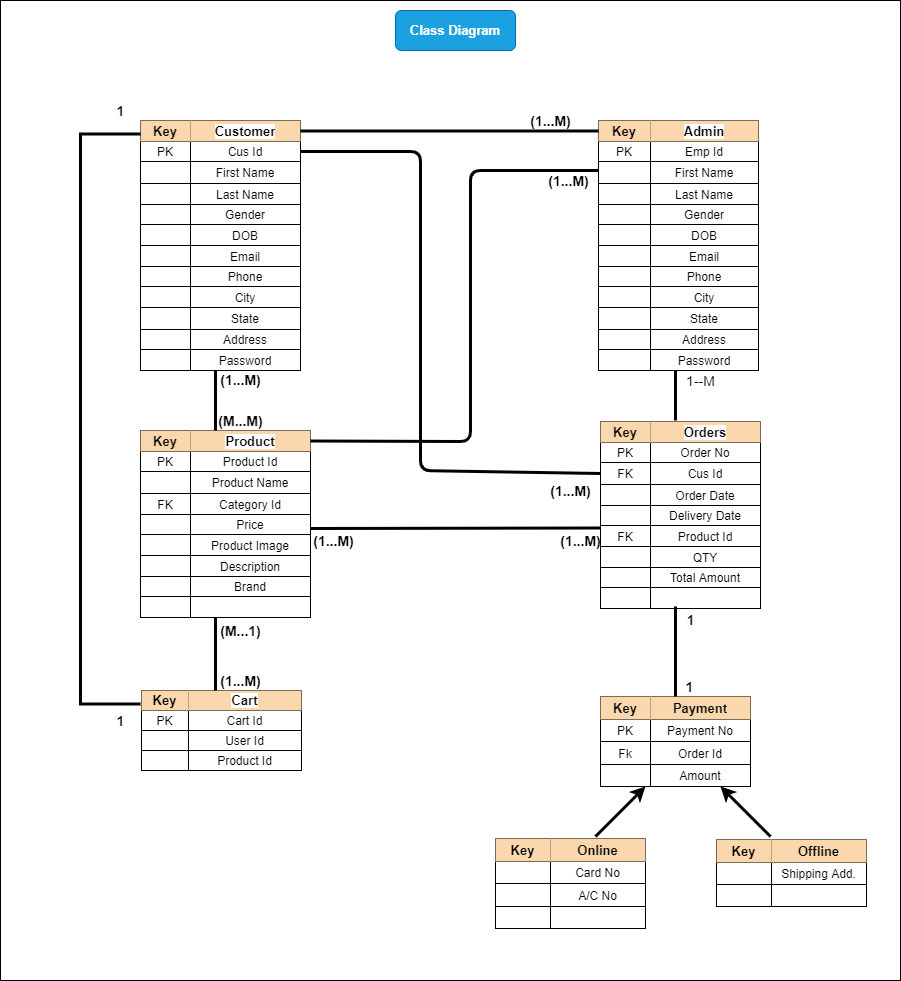 Class Diagram
1
Key Customer
PK Cus Id
First Name
Last Name
Gender
DOB
Email
Phone
City
State
Address
Password
(1...M)
(1...M)
Key Admin
PK Emp Id
First Name
Last Name
Gender
DOB
Email
Phone
City
State
Address
Password
(1...M)
(M...M)
1--M
Key Product
PK Product Id
Product Name
FK Category Id
Price
Product Image
Description
Brand
(1...M)
(1...M)
(1...M)
Key Orders
PK Order No
FK Cus Id
Order Date
Delivery Date
FK Product Id
QTY
Total Amount
(M...1)
(1...M)
1
1
1
Key Cart
PK Cart Id
User Id
Product Id
Key Payment
PK Payment No
Fk Order Id
Amount
Key Online
Card No
A/C No
Key Offline
Shipping Add.